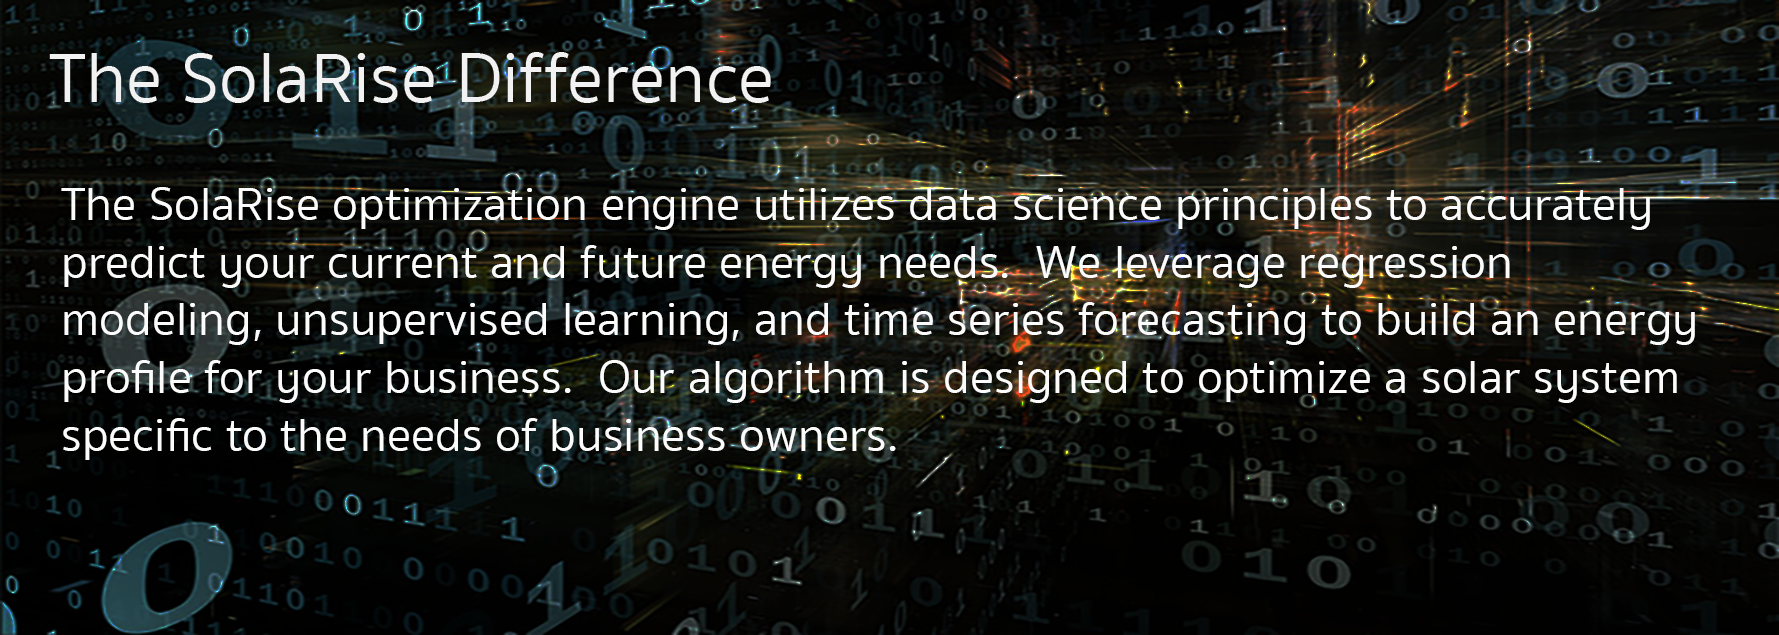 The SolaRise Difference
The SolaRise optimization engine utilizes data science principles to accurately
predict your current and future energy needs.  We leverage regression
modeling, unsupervised learning, and time series forecasting to build an energy
profile for your business.  Our algorithm is designed to optimize a solar system
specific to the needs of business owners.